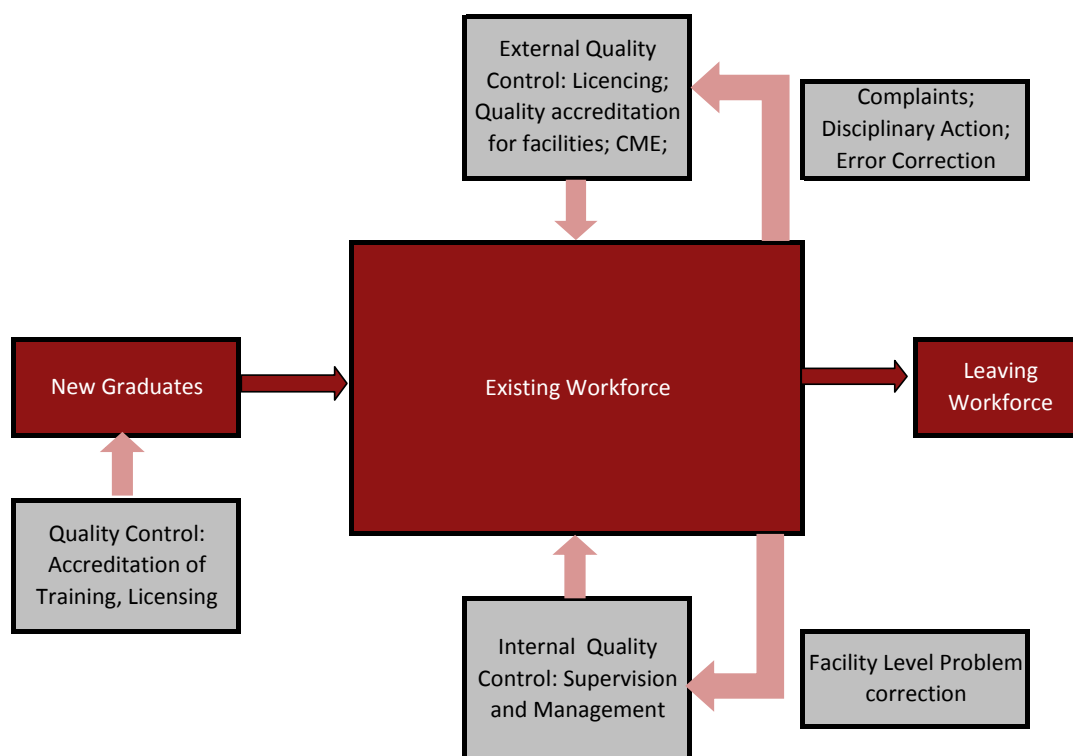 External Quality
Control: Licencing;
Quality accreditation
for facilities; CME;
Complaints;
Disciplinary Action;
Error Correction
New Graduates
Existing Workforce
Leaving
Workforce
Quality Control:
Accreditation of
Training, Licensing
Internal Quality
Control: Supervision
and Management
Facility Level Problem
correction